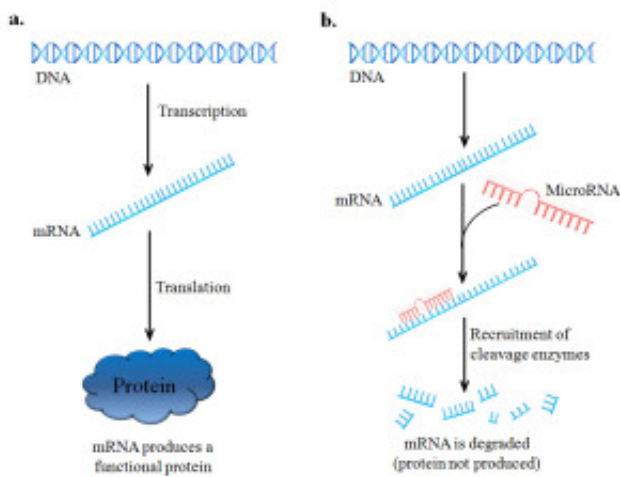 a.
DNA
Transcription
mRNA
Translation
Protein
mRNA produces a
functional protein
b.
DNA
mRNA
MicroRNA
Recruitment of
cleavage enzymes
mRNA is degraded
(protein not produced)